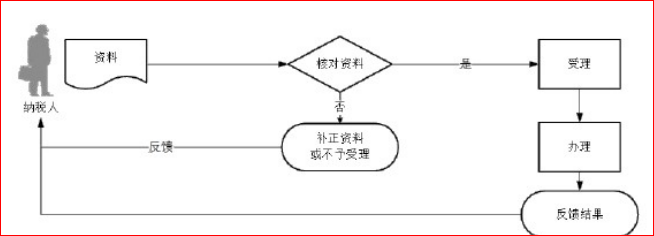 资料
核对资料
是
受理
纳税人
否
反馈
补正资料
或不予受理
办理
反馈结果